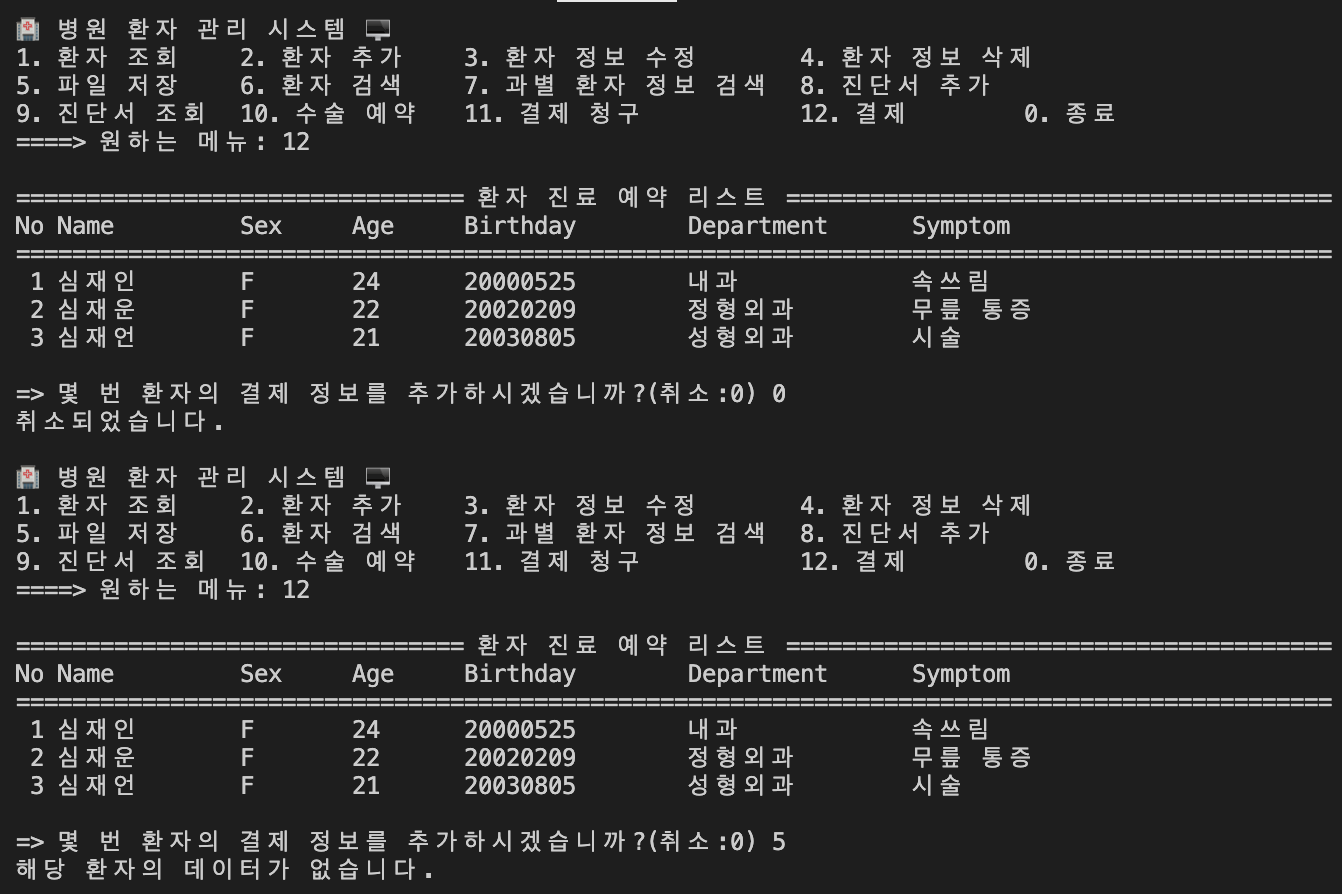 🏥 병원 환자 관리 시스템 🖥️
1. 환자 조회 2. 환자 추가 3. 환자 정보 수정 4. 환자 정보 삭제
5. 파일 저장 6. 환자 검색 7. 과별 환자 정보 검색 8. 진단서 추가
9. 진단서 조회 10. 수술 예약 11. 결제 청구 12. 결제 0. 종료
====> 원하는 메뉴: 12
================================ 환자 진료 예약 리스트 =======================================
No Name Sex Age Birthday Department Symptom
==============================================================================================
1 심재인 F 24 20000525 내과 속쓰림
2 심재운 F 22 20020209 정형외과 무릎 통증
3 심재언 F 21 20030805 성형외과 시술
=> 몇 번 환자의 결제 정보를 추가하시겠습니까?(취소:0) 0
취소되었습니다.
🏥 병원 환자 관리 시스템 🖥️
1. 환자 조회 2. 환자 추가 3. 환자 정보 수정 4. 환자 정보 삭제
5. 파일 저장 6. 환자 검색 7. 과별 환자 정보 검색 8. 진단서 추가
9. 진단서 조회 10. 수술 예약 11. 결제 청구 12. 결제 0. 종료
====> 원하는 메뉴: 12
================================ 환자 진료 예약 리스트 =======================================
No Name Sex Age Birthday Department Symptom
==============================================================================================
1 심재인 F 24 20000525 내과 속쓰림
2 심재운 F 22 20020209 정형외과 무릎 통증
3 심재언 F 21 20030805 성형외과 시술
=> 몇 번 환자의 결제 정보를 추가하시겠습니까?(취소:0) 5
해당 환자의 데이터가 없습니다.